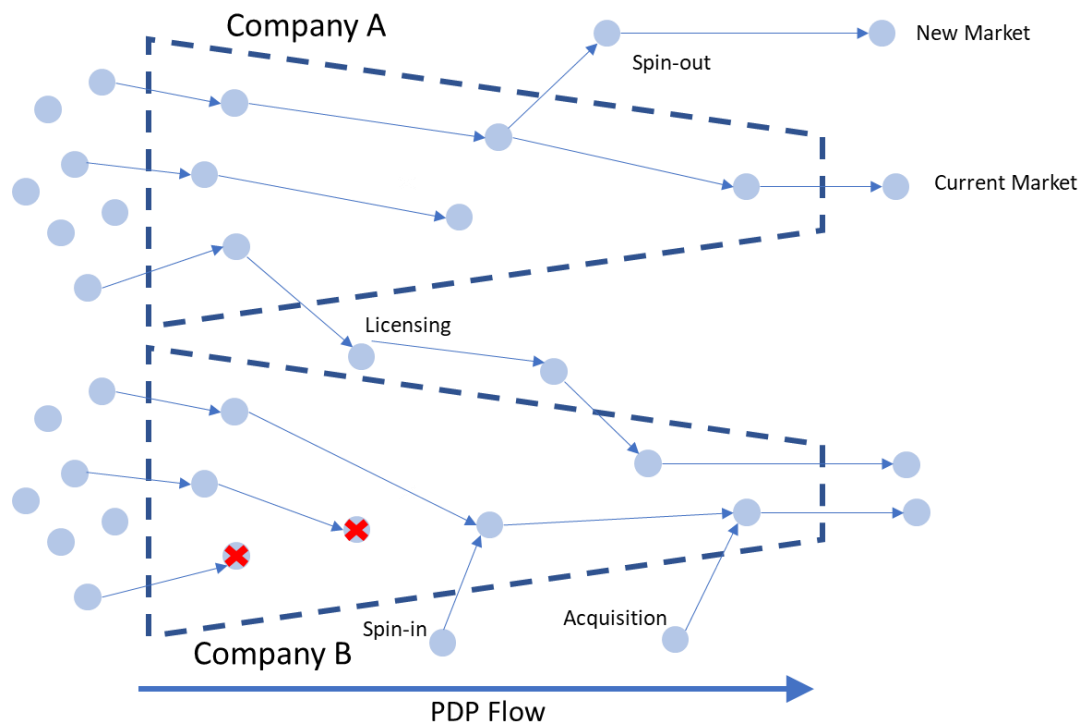 Company A
New Market
Spin-out
Current Market
Licensing
Acquisition
Spin-in
Company B
PDP Flow